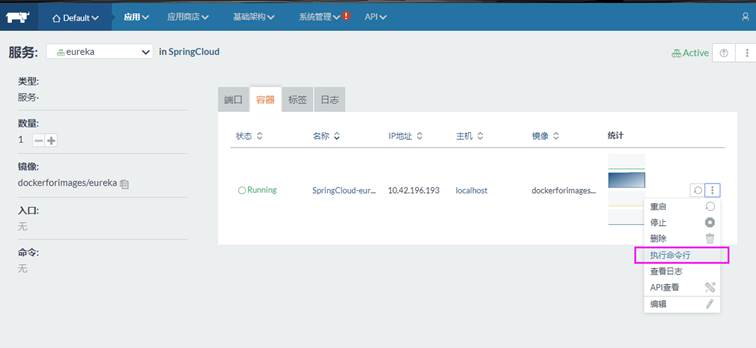 Default 应用 应用商店 基础架构 系统管理 API
服务: eureka in SpringCloud Active
类型:
服务-
数量:
1
镜像:
dockerforimages/eureka
入口:
无
命令:
无
端口 容器 标签 日志
状态 名称 IP地址 主机 镜像 统计
Running SpringCloud-eur... 10.42.196.193 localhost dockerforimages...
重启
停止
删除
执行命令行
查看日志
API查看
编辑